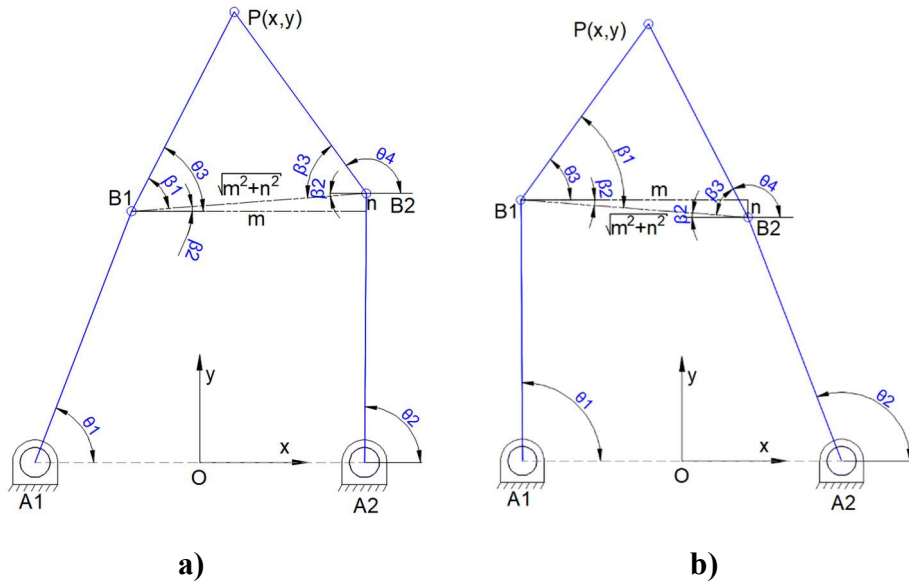 P(x,y)
θ3
β1
β3
θ4
√m²+n²
β2
n
B1
B2
m
β2
y
θ1
θ2
x
O
A1
A2
a)
P(x,y)
β1
θ3
β2
m
β3
θ4
B1
n
√m²+n²
β2
B2
y
θ1
θ2
x
O
A1
A2
b)